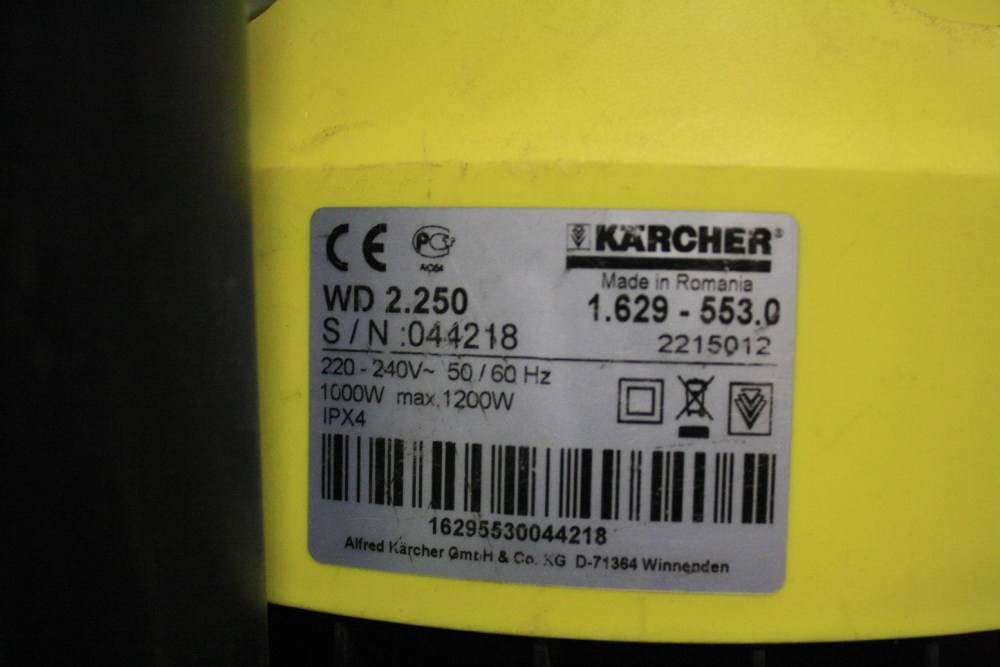 CE PC
KÄRCHER®
Made in Romania
WD 2.250 1.629 - 553.0
S / N :044218 2215012
220 - 240V~ 50 / 60 Hz
1000W max.1200W
IPX4
16295530044218
Alfred Kärcher GmbH & Co. KG D-71364 Winnenden